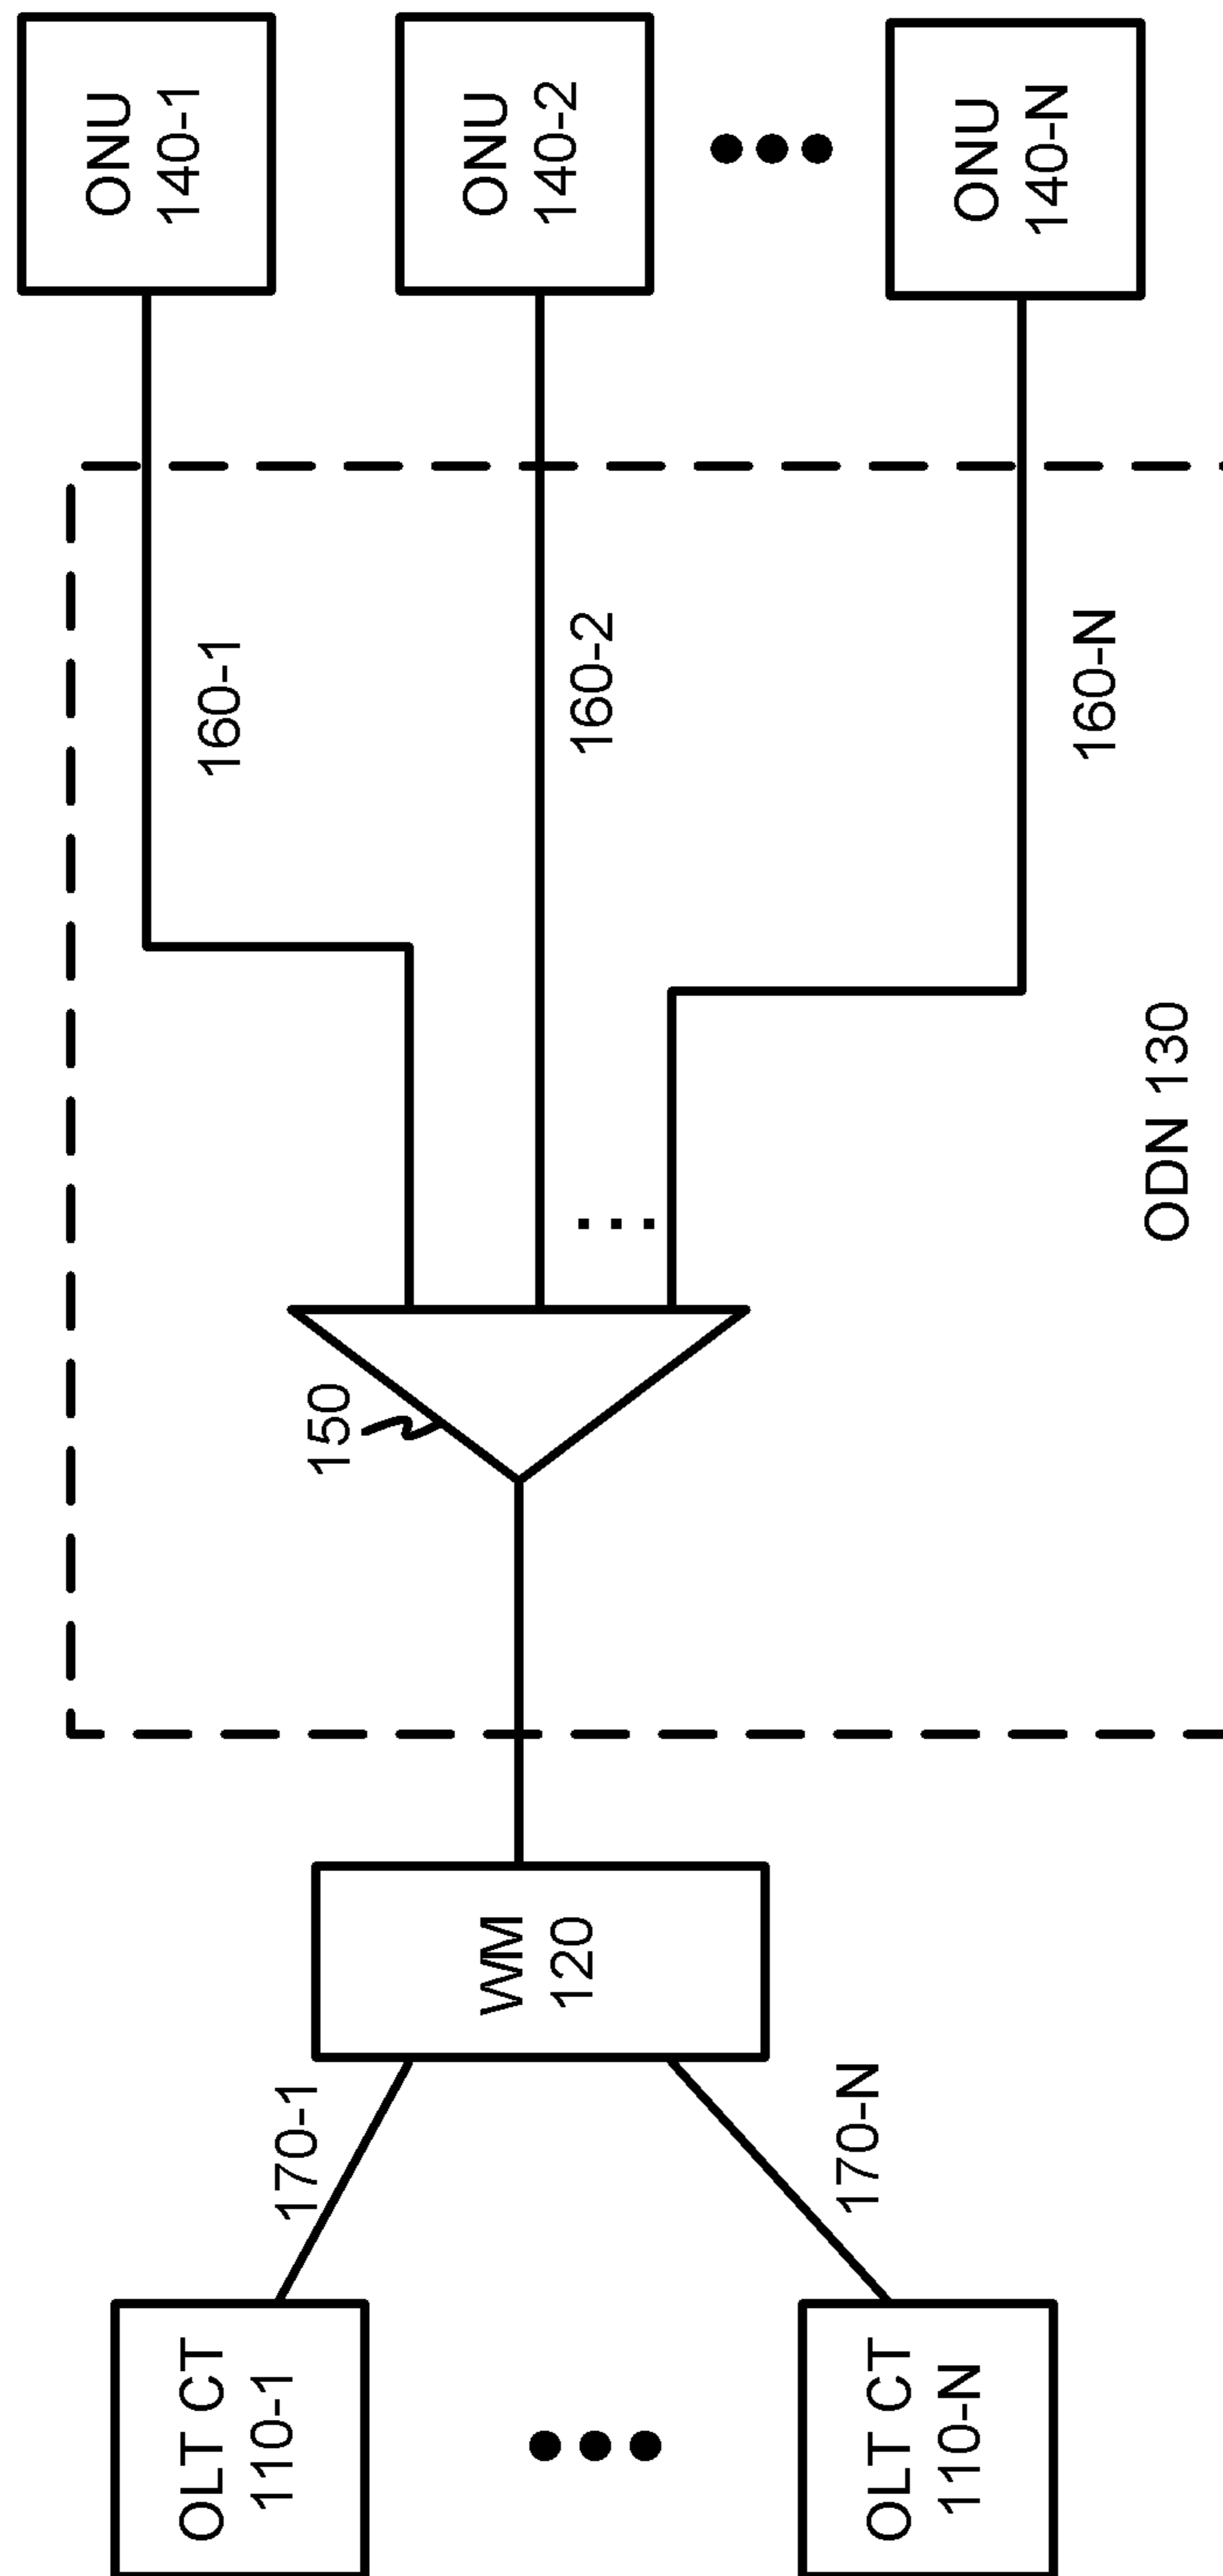 OLT CT
110-1
OLT CT
110-N
170-1
170-N
WM
120
150
ODN 130
160-1
160-2
160-N
ONU
140-1
ONU
140-2
ONU
140-N